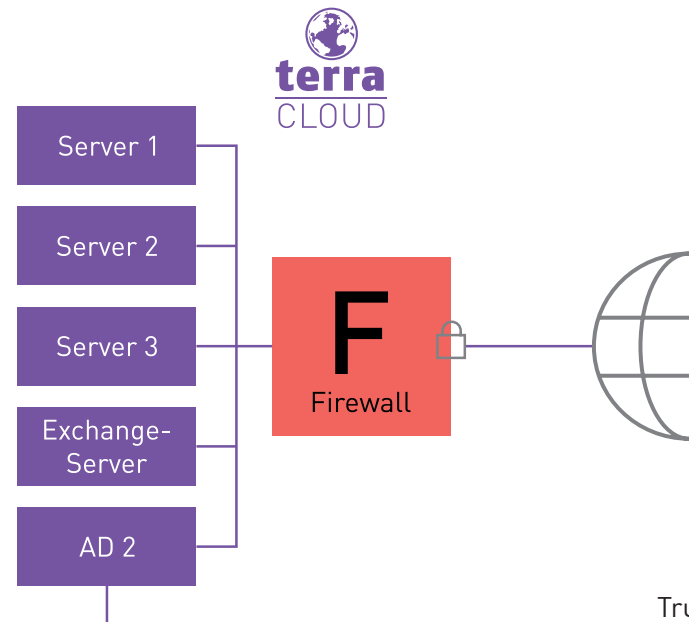 terra
CLOUD
Server 1
Server 2
Server 3
Exchange-
Server
AD 2
F
Firewall